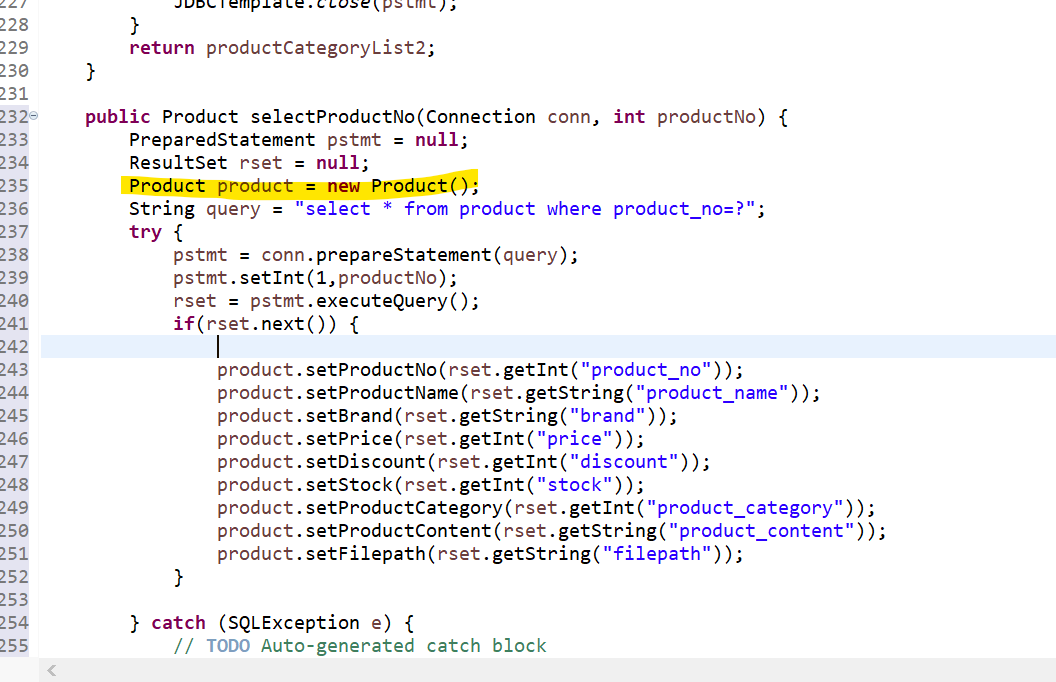 227 JDBCTemplate.close(pstmt);
228 }
229 return productCategoryList2;
230 }
231
232 public Product selectProductNo(Connection conn, int productNo) {
233 PreparedStatement pstmt = null;
234 ResultSet rset = null;
235 Product product = new Product();
236 String query = "select * from product where product_no=?";
237 try {
238 pstmt = conn.prepareStatement(query);
239 pstmt.setInt(1,productNo);
240 rset = pstmt.executeQuery();
241 if(rset.next()) {
242
243 product.setProductNo(rset.getInt("product_no"));
244 product.setProductName(rset.getString("product_name"));
245 product.setBrand(rset.getString("brand"));
246 product.setPrice(rset.getInt("price"));
247 product.setDiscount(rset.getInt("discount"));
248 product.setStock(rset.getInt("stock"));
249 product.setProductCategory(rset.getInt("product_category"));
250 product.setProductContent(rset.getString("product_content"));
251 product.setFilepath(rset.getString("filepath"));
252 }
253
254 } catch (SQLException e) {
255 // TODO Auto-generated catch block